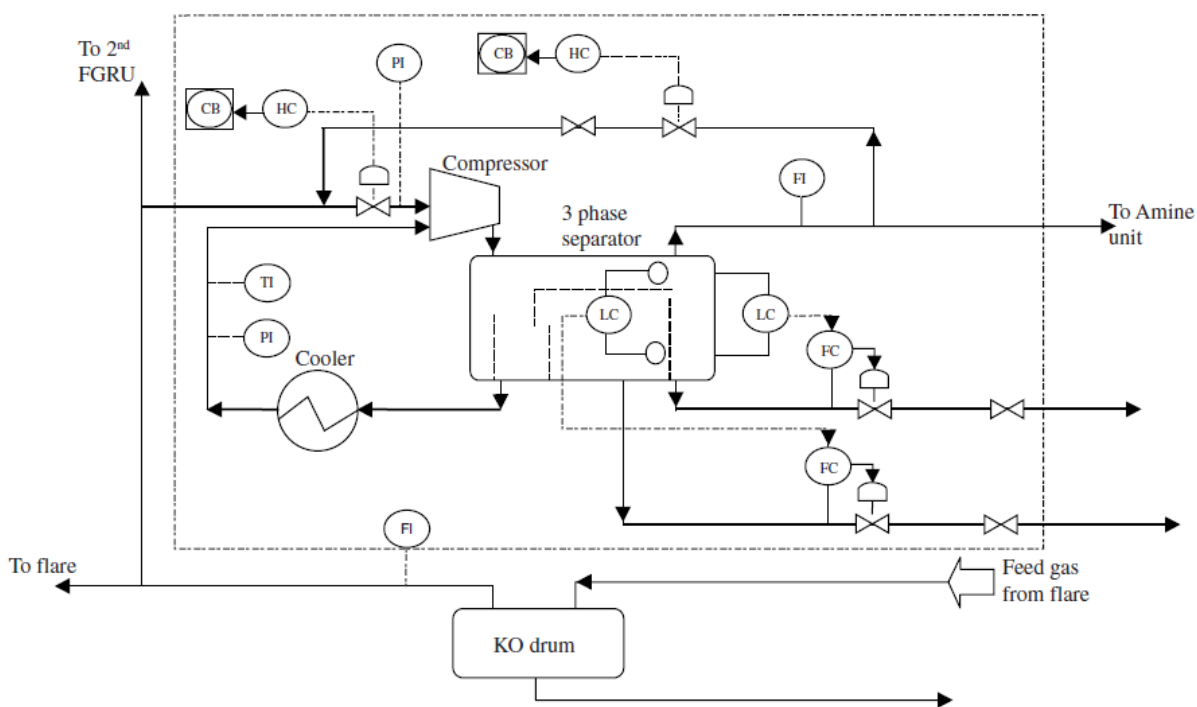 To 2nd
FGRU
CB
HC
PI
CB
HC
Compressor
FI
3 phase
separator
To Amine
unit
TI
PI
LC
LC
FC
Cooler
FC
FI
To flare
Feed gas
from flare
KO drum